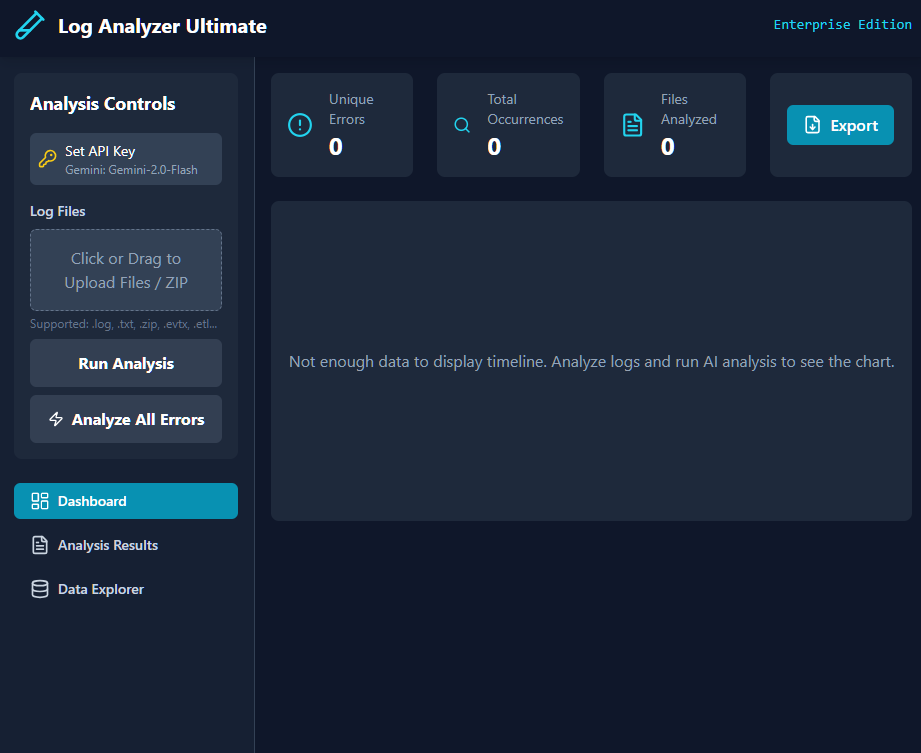 Log Analyzer Ultimate
Enterprise Edition
Analysis Controls
Set API Key
Gemini: Gemini-2.0-Flash
Log Files
Click or Drag to
Upload Files / ZIP
Supported: .log, .txt, .zip, .evtx, .etl...
Run Analysis
Analyze All Errors
Dashboard
Analysis Results
Data Explorer
Unique
Errors
0
Total
Occurrences
0
Files
Analyzed
0
Export
Not enough data to display timeline. Analyze logs and run AI analysis to see the chart.